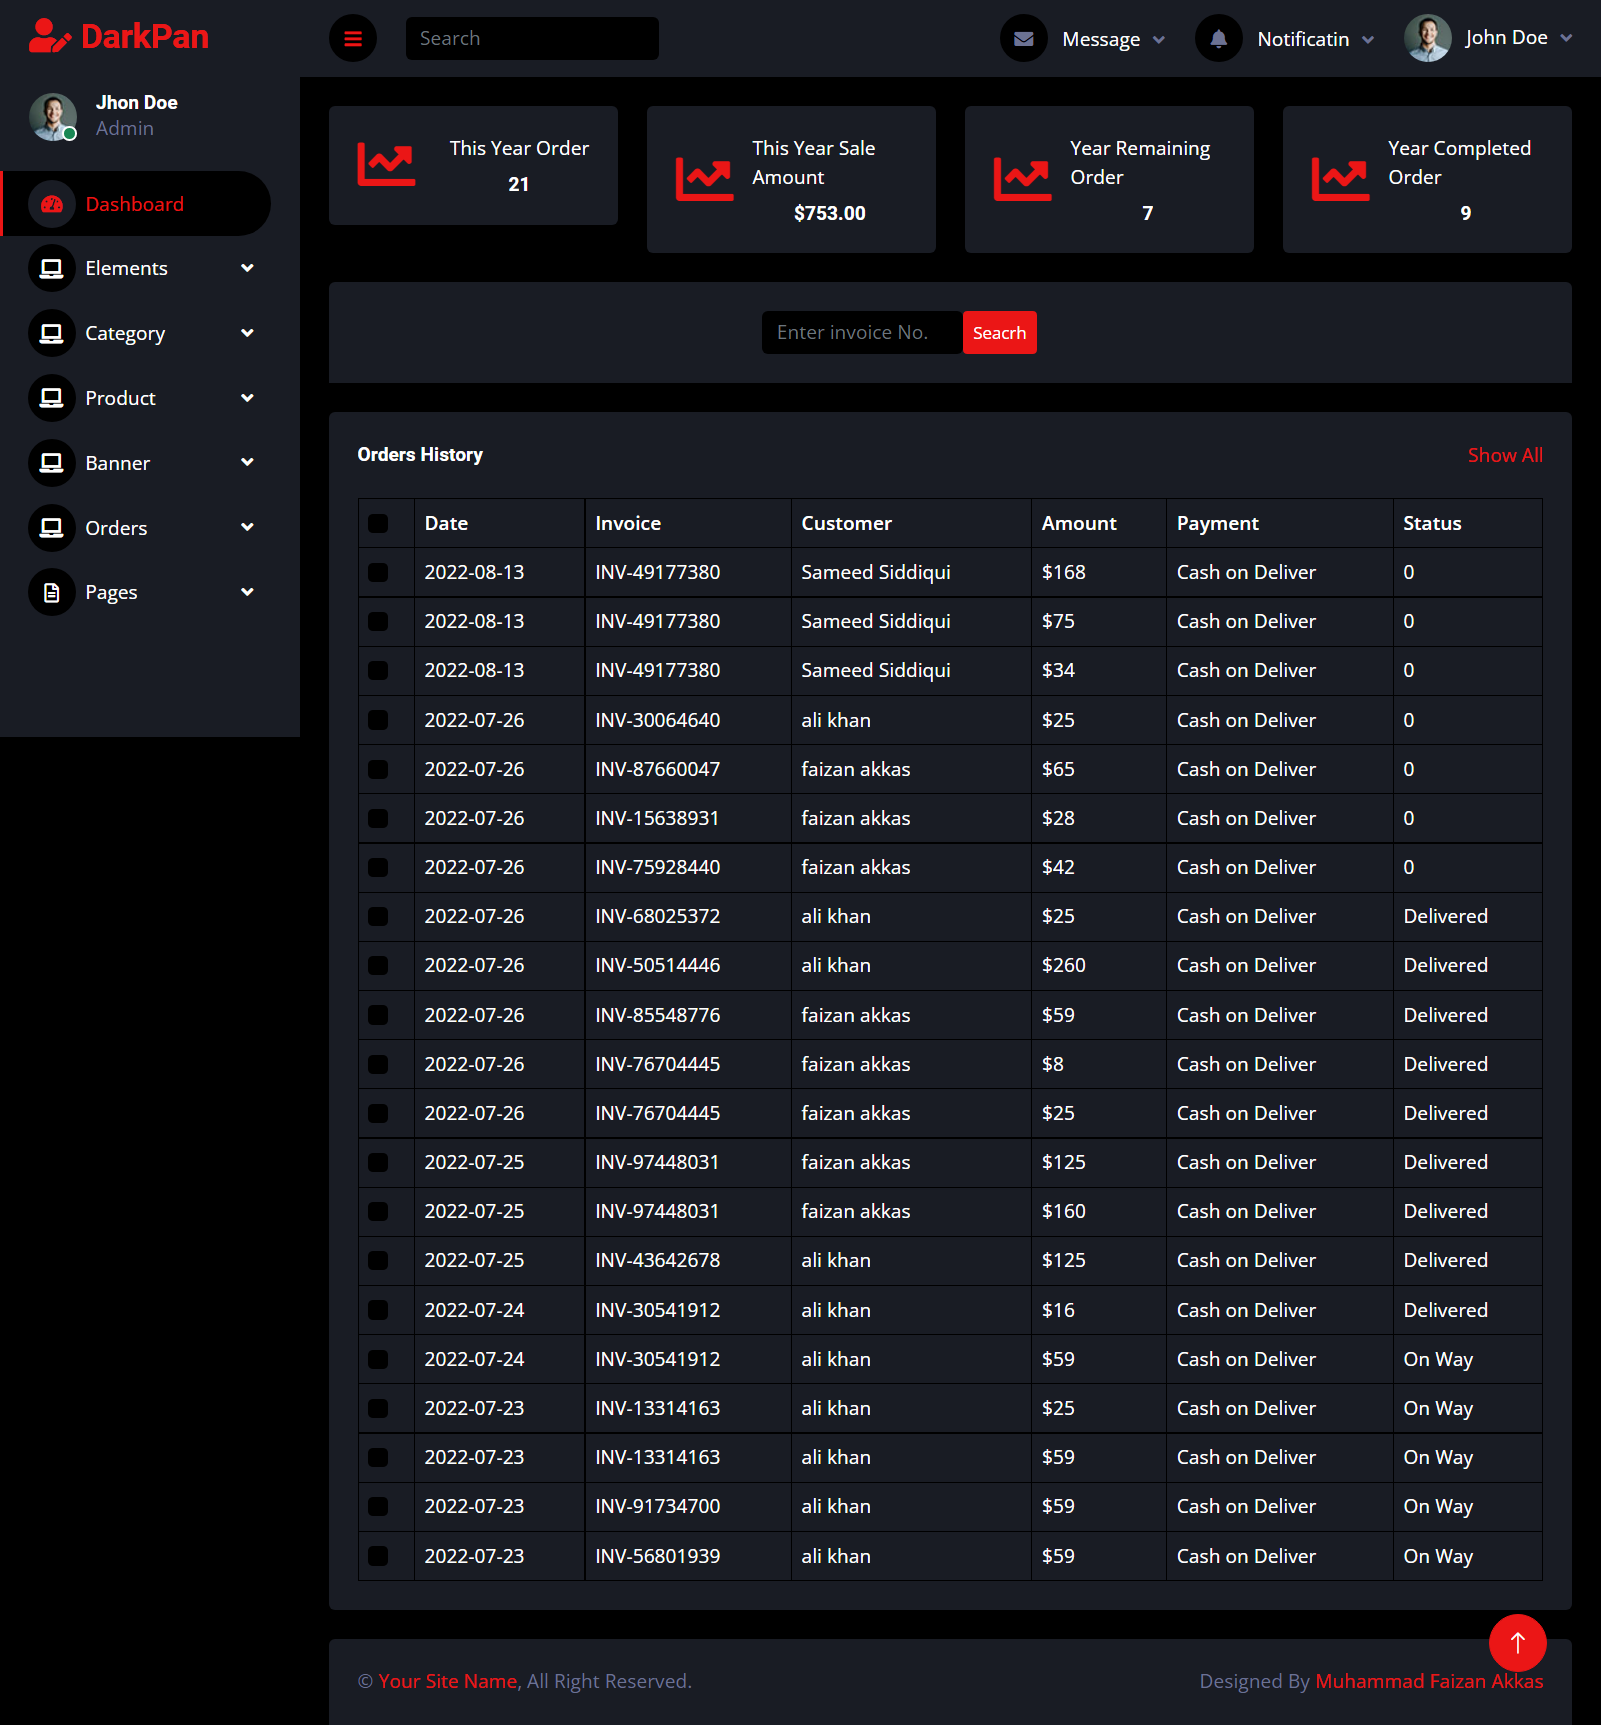 DarkPan
Search
Message
Notificatin
John Doe
Jhon Doe
Admin
Dashboard
Elements
Category
Product
Banner
Orders
Pages
This Year Order
21
This Year Sale
Amount
$753.00
Year Remaining
Order
7
Year Completed
Order
9
Enter invoice No. Seacrh
Orders History Show All
Date Invoice Customer Amount Payment Status
2022-08-13 INV-49177380 Sameed Siddiqui $168 Cash on Deliver 0
2022-08-13 INV-49177380 Sameed Siddiqui $75 Cash on Deliver 0
2022-08-13 INV-49177380 Sameed Siddiqui $34 Cash on Deliver 0
2022-07-26 INV-30064640 ali khan $25 Cash on Deliver 0
2022-07-26 INV-87660047 faizan akkas $65 Cash on Deliver 0
2022-07-26 INV-15638931 faizan akkas $28 Cash on Deliver 0
2022-07-26 INV-75928440 faizan akkas $42 Cash on Deliver 0
2022-07-26 INV-68025372 ali khan $25 Cash on Deliver Delivered
2022-07-26 INV-50514446 ali khan $260 Cash on Deliver Delivered
2022-07-26 INV-85548776 faizan akkas $59 Cash on Deliver Delivered
2022-07-26 INV-76704445 faizan akkas $8 Cash on Deliver Delivered
2022-07-26 INV-76704445 faizan akkas $25 Cash on Deliver Delivered
2022-07-25 INV-97448031 faizan akkas $125 Cash on Deliver Delivered
2022-07-25 INV-97448031 faizan akkas $160 Cash on Deliver Delivered
2022-07-25 INV-43642678 ali khan $125 Cash on Deliver Delivered
2022-07-24 INV-30541912 ali khan $16 Cash on Deliver Delivered
2022-07-24 INV-30541912 ali khan $59 Cash on Deliver On Way
2022-07-23 INV-13314163 ali khan $25 Cash on Deliver On Way
2022-07-23 INV-13314163 ali khan $59 Cash on Deliver On Way
2022-07-23 INV-91734700 ali khan $59 Cash on Deliver On Way
2022-07-23 INV-56801939 ali khan $59 Cash on Deliver On Way
© Your Site Name, All Right Reserved. Designed By Muhammad Faizan Akkas